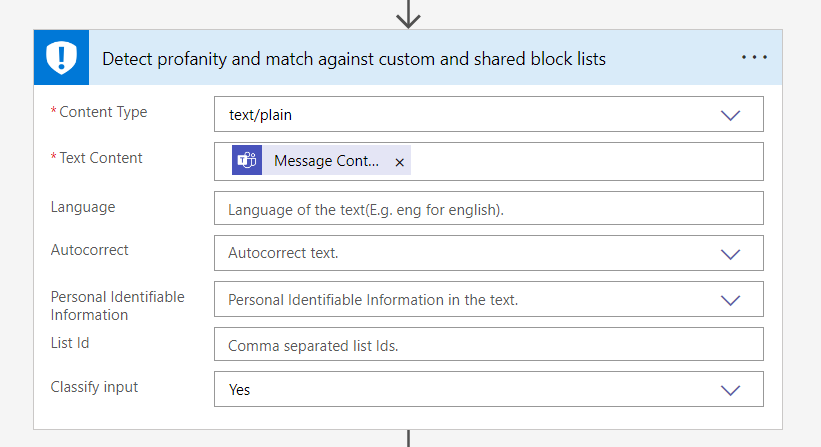 Detect profanity and match against custom and shared block lists
* Content Type
text/plain
* Text Content
Message Cont... ×
Language
Language of the text(E.g. eng for english).
Autocorrect
Autocorrect text.
Personal Identifiable
Information
Personal Identifiable Information in the text.
List Id
Comma separated list Ids.
Classify input
Yes